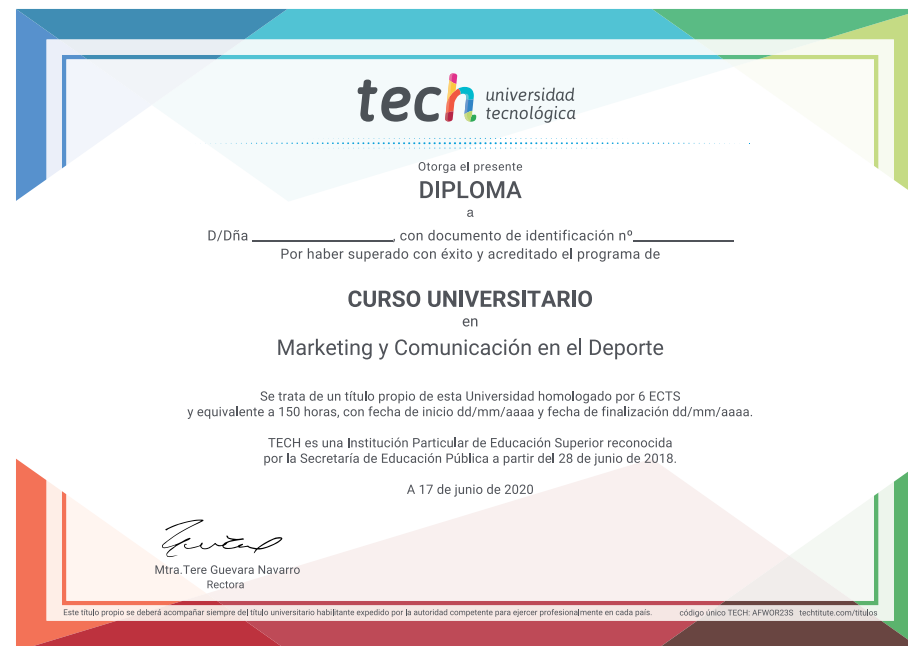 tech universidad
tecnológica
Otorga el presente
DIPLOMA
a
D/Dña ________________, con documento de identificación nº____________
Por haber superado con éxito y acreditado el programa de
CURSO UNIVERSITARIO
en
Marketing y Comunicación en el Deporte
Se trata de un título propio de esta Universidad homologado por 6 ECTS
y equivalente a 150 horas, con fecha de inicio dd/mm/aaaa y fecha de finalización dd/mm/aaaa.
TECH es una Institución Particular de Educación Superior reconocida
por la Secretaría de Educación Pública a partir del 28 de junio de 2018.
A 17 de junio de 2020
Mtra.Tere Guevara Navarro
Rectora
Este título propio se deberá acompañar siempre del título universitario habilitante expedido por la autoridad competente para ejercer profesionalmente en cada país. código único TECH: AFWOR23S techtitute.com/titulos